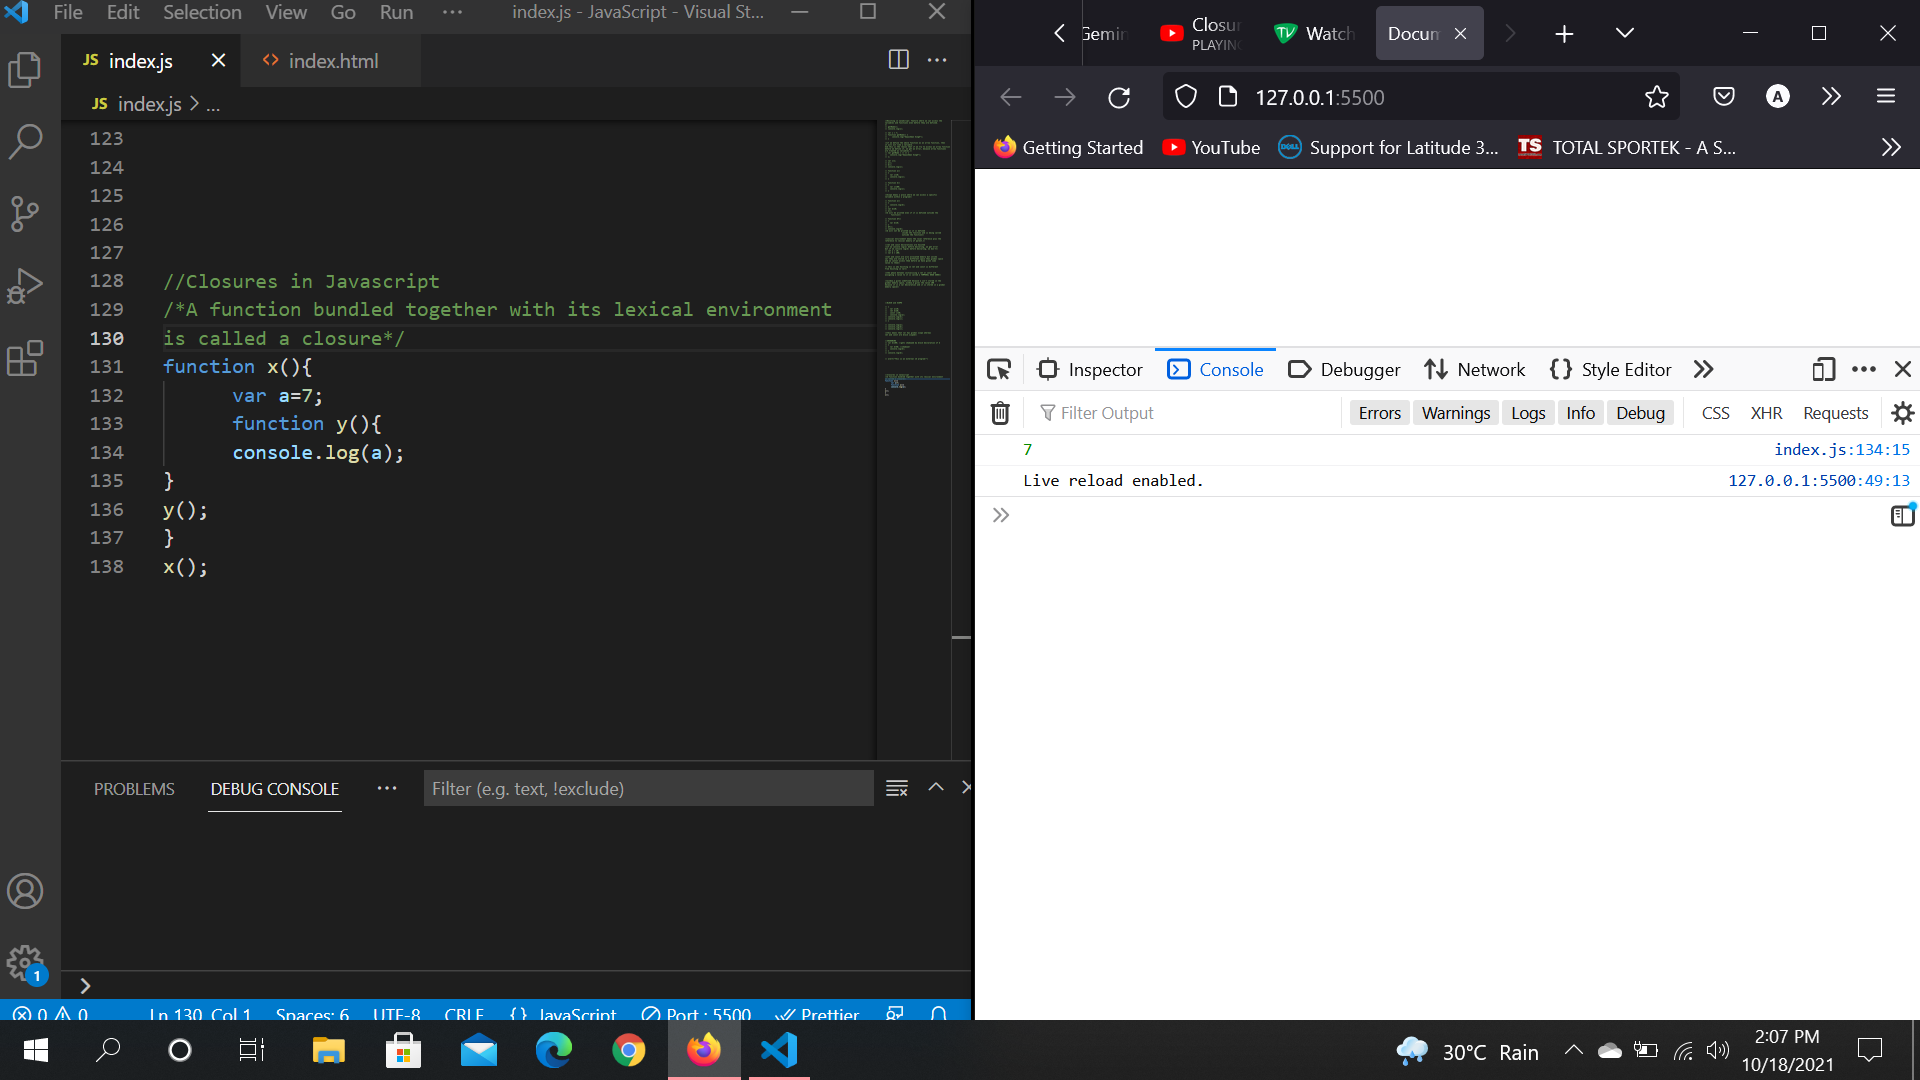 File Edit Selection View Go Run ··· index.js - JavaScript - Visual St...
JS index.js index.html
JS index.js > ...
123
124
125
126
127
128 //Closures in Javascript
129 /*A function bundled together with its lexical environment
130 is called a closure*/
131 function x(){
132 var a=7;
133 function y(){
134 console.log(a);
135 }
136 y();
137 }
138 x();
PROBLEMS DEBUG CONSOLE ··· Filter (e.g. text, !exclude)
1
0 0 Ln 130, Col 1 Spaces: 6 UTF-8 CRLF {} JavaScript Port : 5500 Prettier
Gemin Closur PLAYING Watch Docum
127.0.0.1:5500 A
Getting Started YouTube DELL Support for Latitude 3... TS TOTAL SPORTEK - A S...
Inspector Console Debugger Network {} Style Editor
Filter Output Errors Warnings Logs Info Debug CSS XHR Requests
7 index.js:134:15
Live reload enabled. 127.0.0.1:5500:49:13
30°C Rain 2:07 PM
10/18/2021